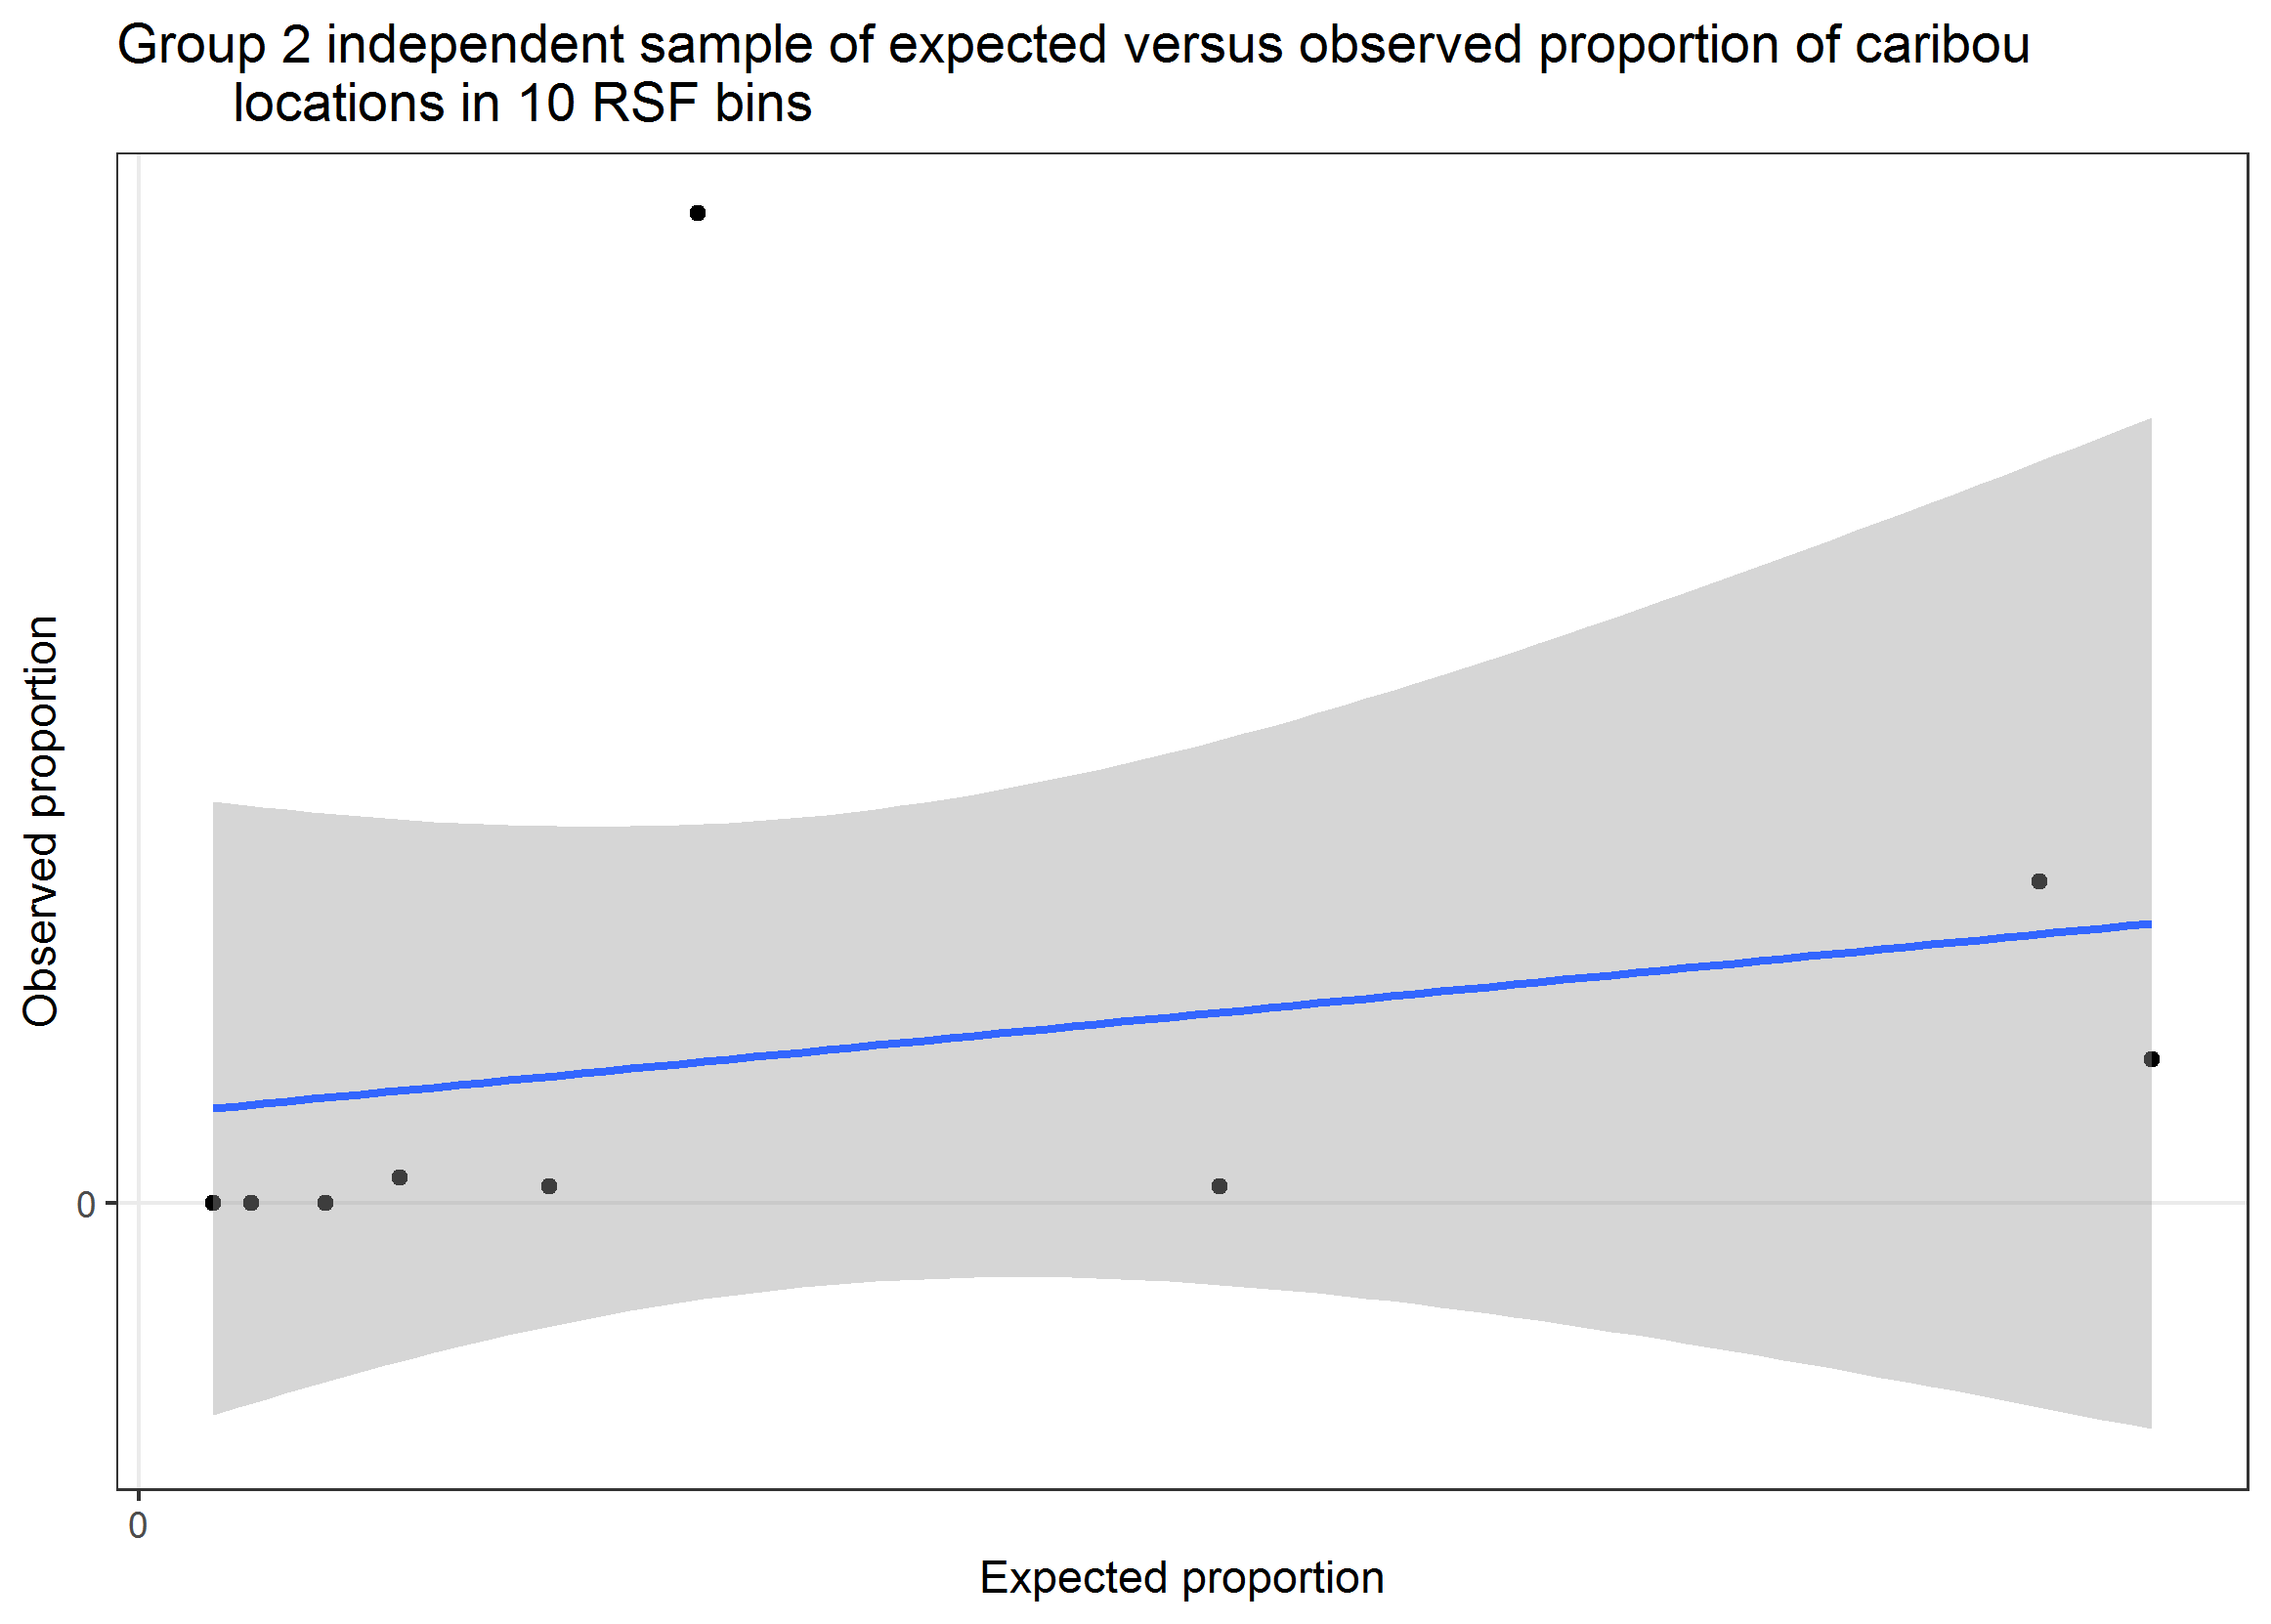 Group 2 independent sample of expected versus observed proportion of caribou
locations in 10 RSF bins
Observed proportion
0
0
Expected proportion